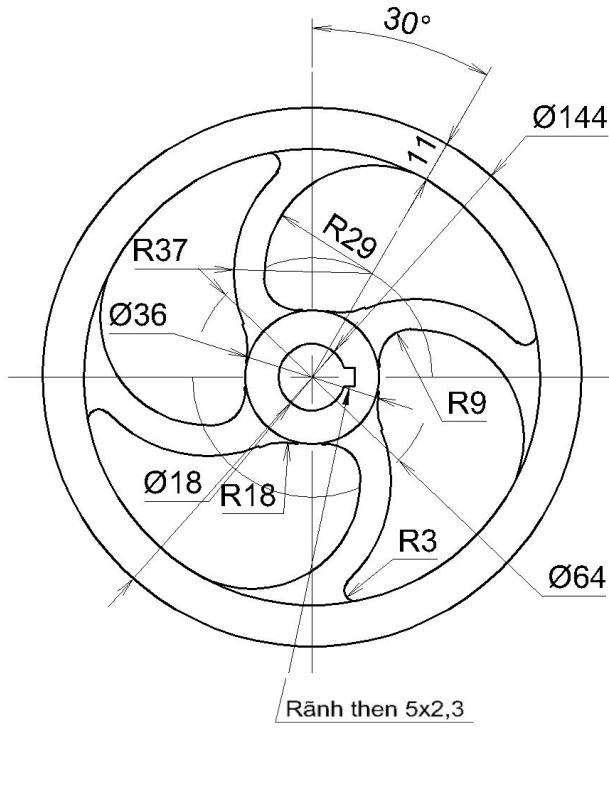 30°
11
Ø144
R29
R37
Ø36
R9
Ø18
R18
R3
Ø64
Rãnh then 5x2,3